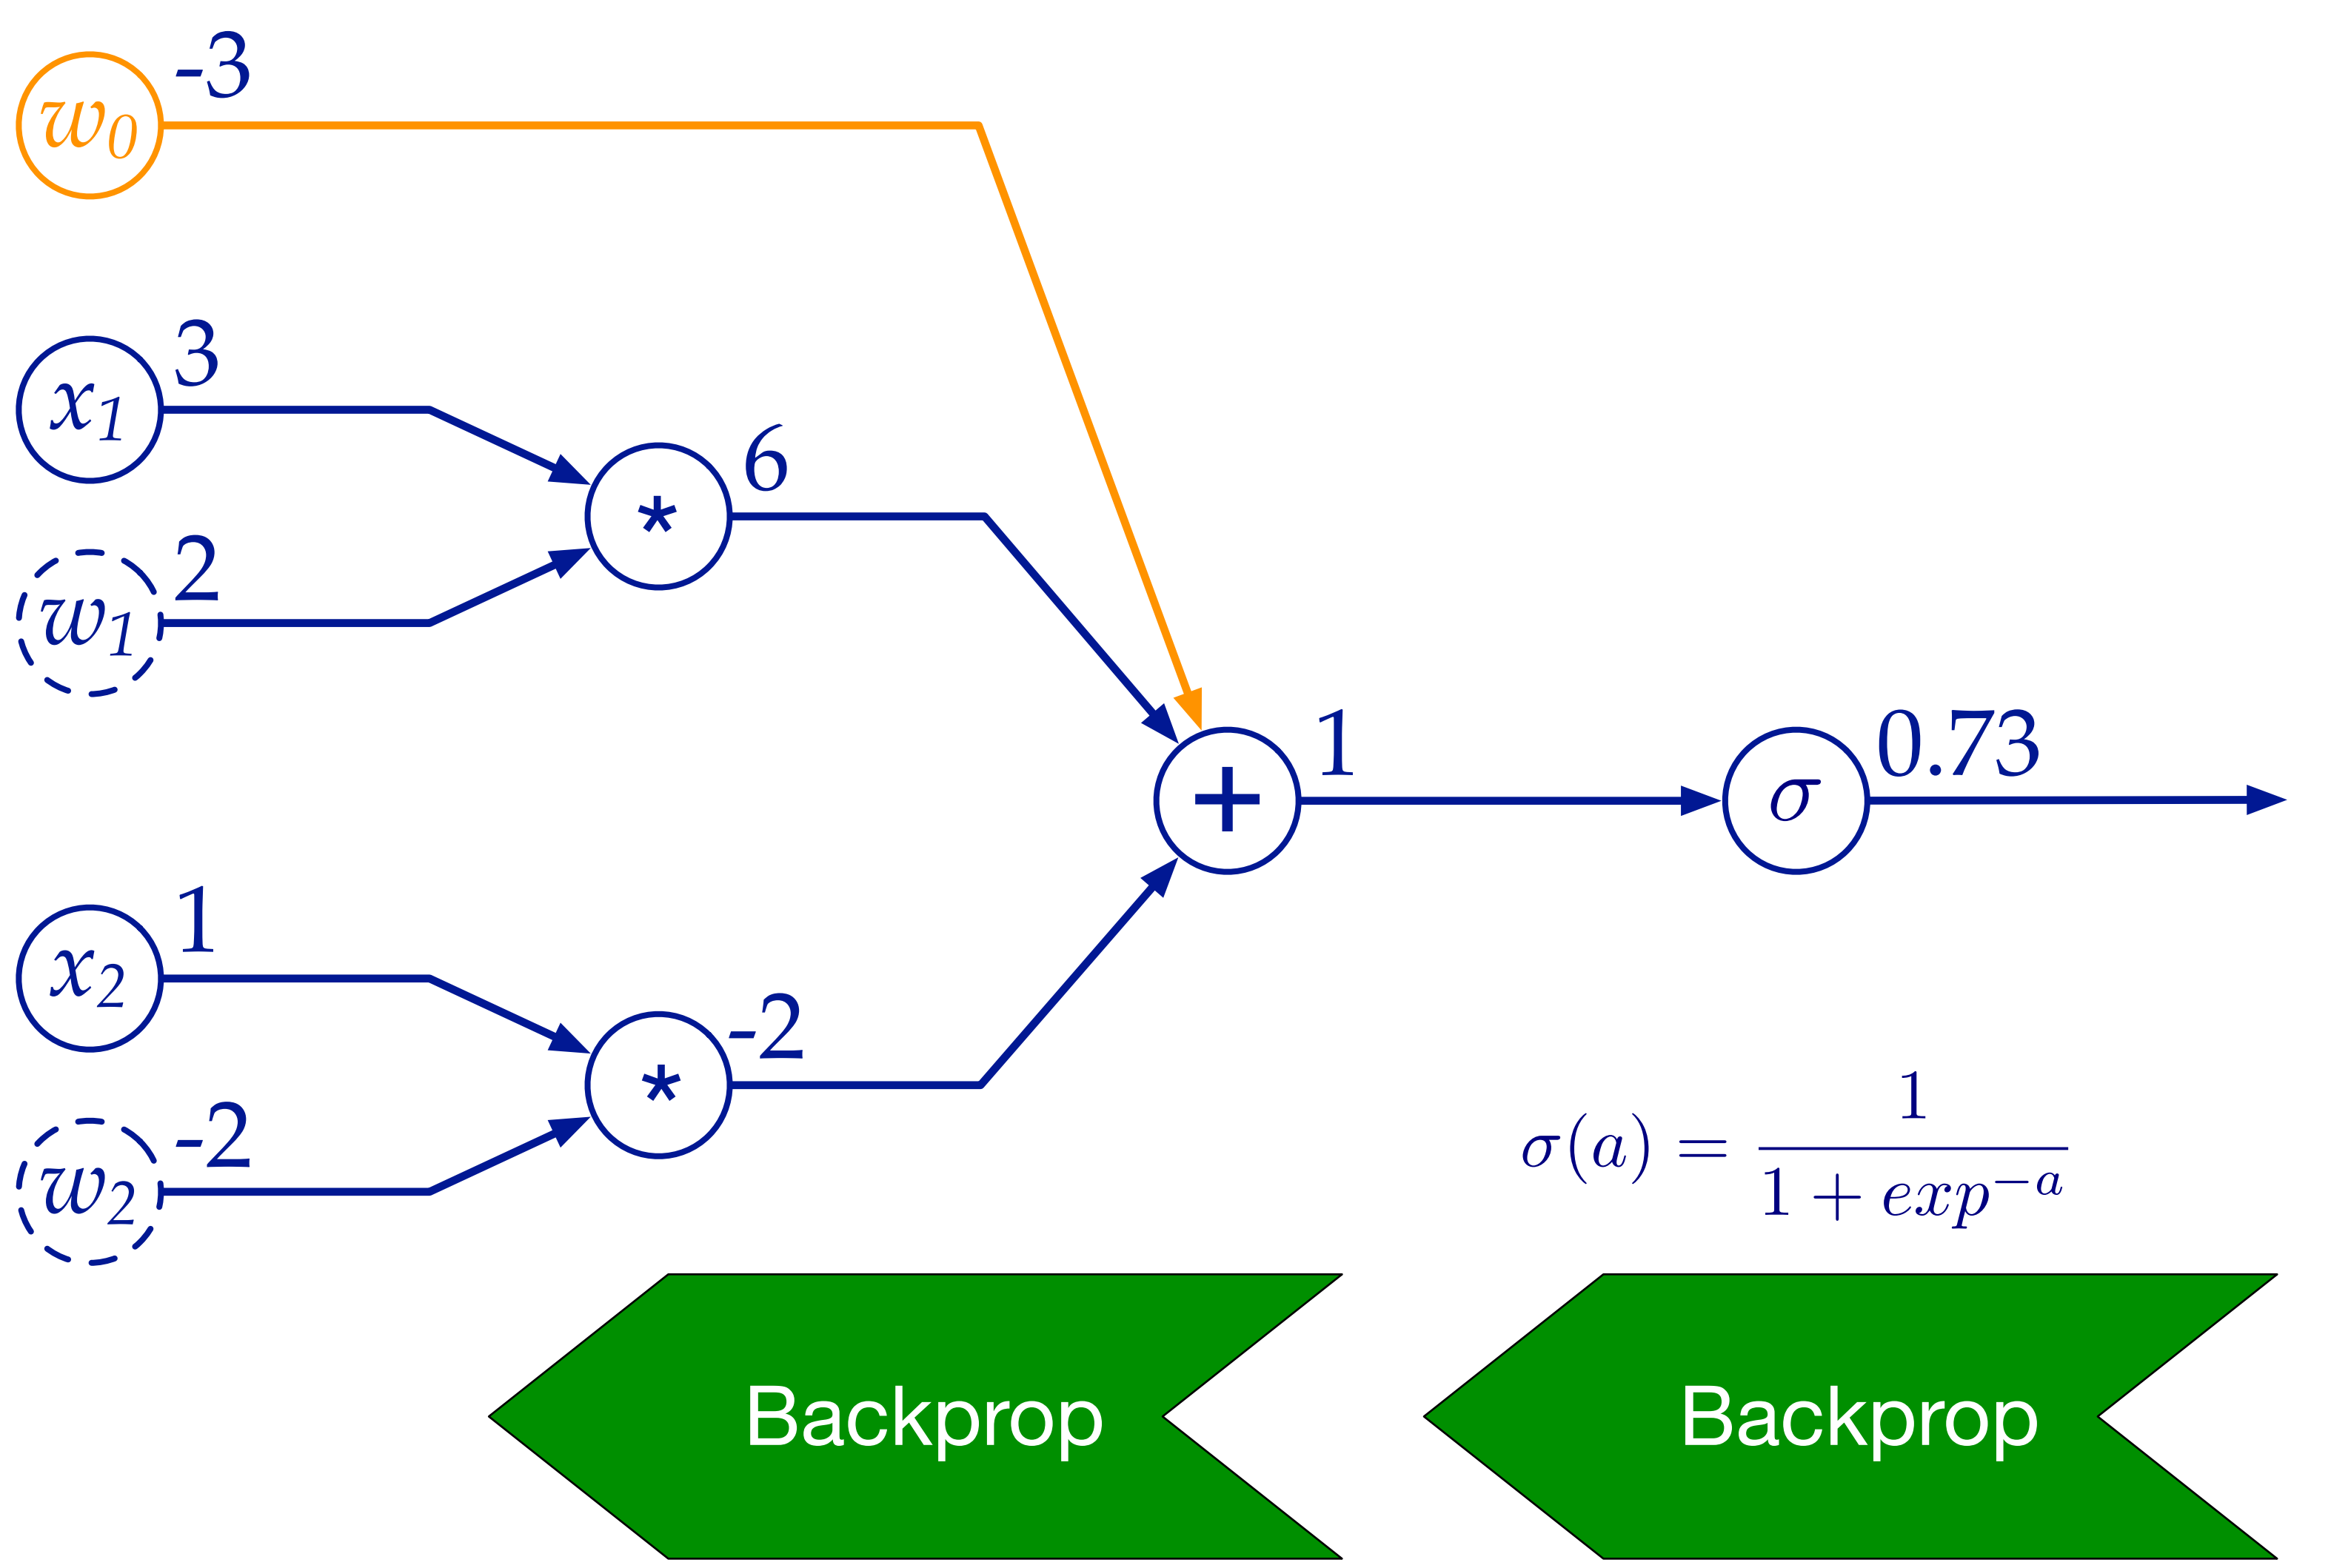 -3
w0
3
x1
6
*
2
w1
1
0.73
+
σ
1
x2
-2
*
-2
w2
σ(a) = 1 / 1 + exp^−a
Backprop
Backprop